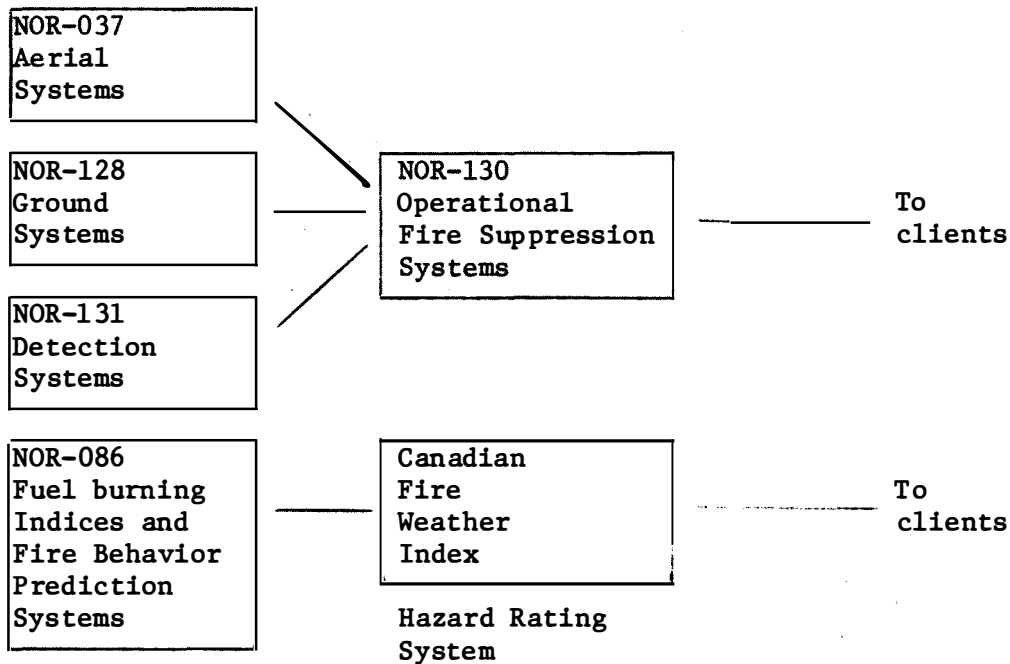 NOR-037
Aerial
Systems
NOR-128
Ground
Systems
NOR-131
Detection
Systems
NOR-130
Operational
Fire Suppression
Systems
To
clients
NOR-086
Fuel burning
Indices and
Fire Behavior
Prediction
Systems
Canadian
Fire
Weather
Index
Hazard Rating
System
To
clients